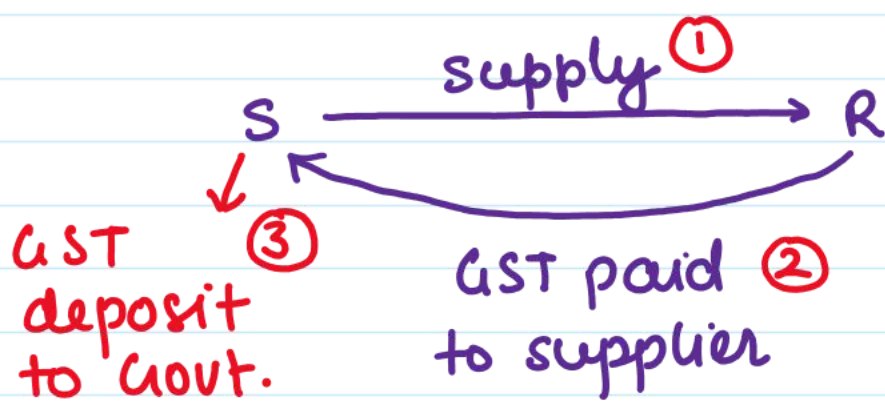 supply ①
S R
GST ③
deposit
to Govt.
GST paid ②
to supplier